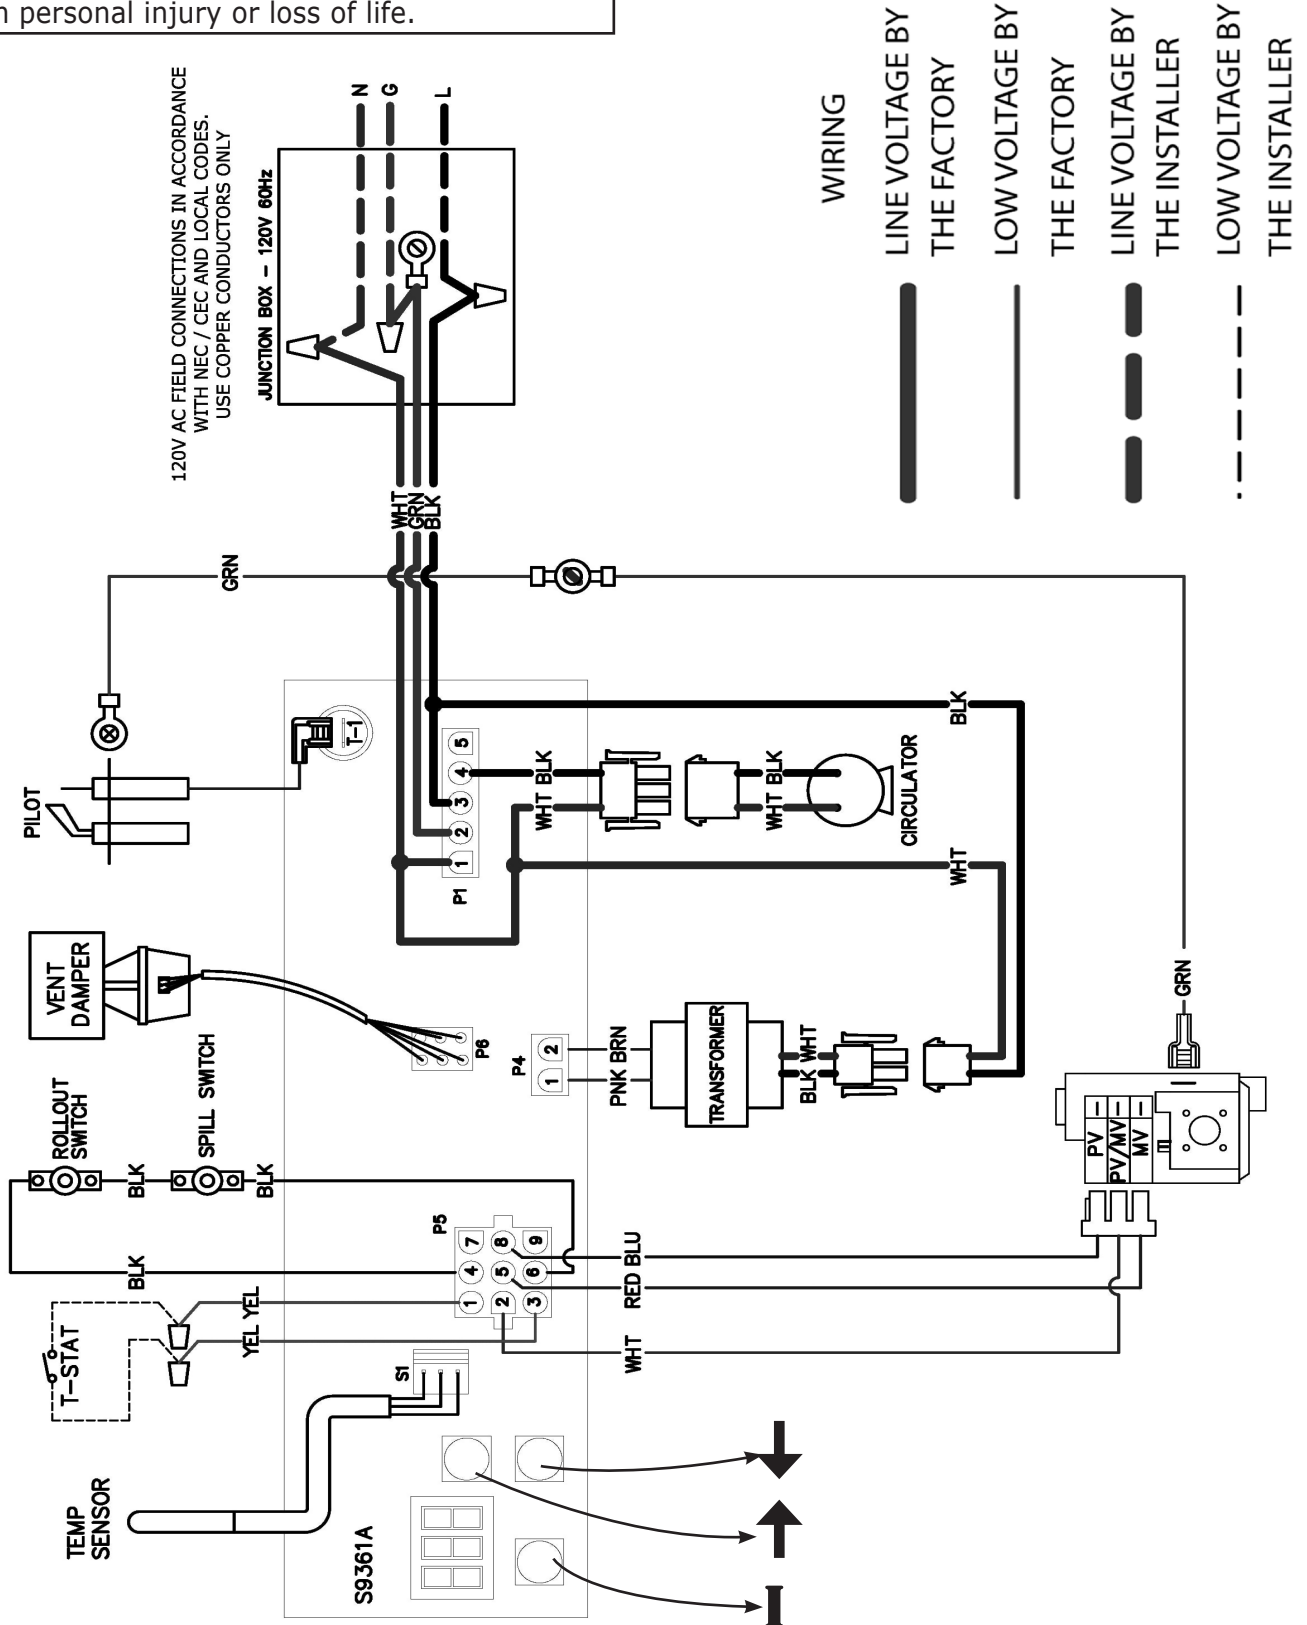 n personal injury or loss of life.
120V AC FIELD CONNECTIONS IN ACCORDANCE
WITH NEC / CEC AND LOCAL CODES.
USE COPPER CONDUCTORS ONLY
JUNCTION BOX - 120V 60Hz
N
G
L
WHT
GRN
BLK
GRN
PILOT
T-1
5
4
3
2
1
P1
WHT BLK
WHT BLK
CIRCULATOR
BLK
WHT
VENT
DAMPER
P6
P4
1 2
PNK BRN
TRANSFORMER
BLK WHT
ROLLOUT
SWITCH
SPILL SWITCH
BLK
BLK
BLK
P5
7 8 9
4 5 6
1 2 3
YEL YEL
T-STAT
RED BLU
WHT
S1
TEMP
SENSOR
S9361A
GRN
PV
PV/MV
MV
WIRING
LINE VOLTAGE BY
THE FACTORY
LOW VOLTAGE BY
THE FACTORY
LINE VOLTAGE BY
THE INSTALLER
LOW VOLTAGE BY
THE INSTALLER